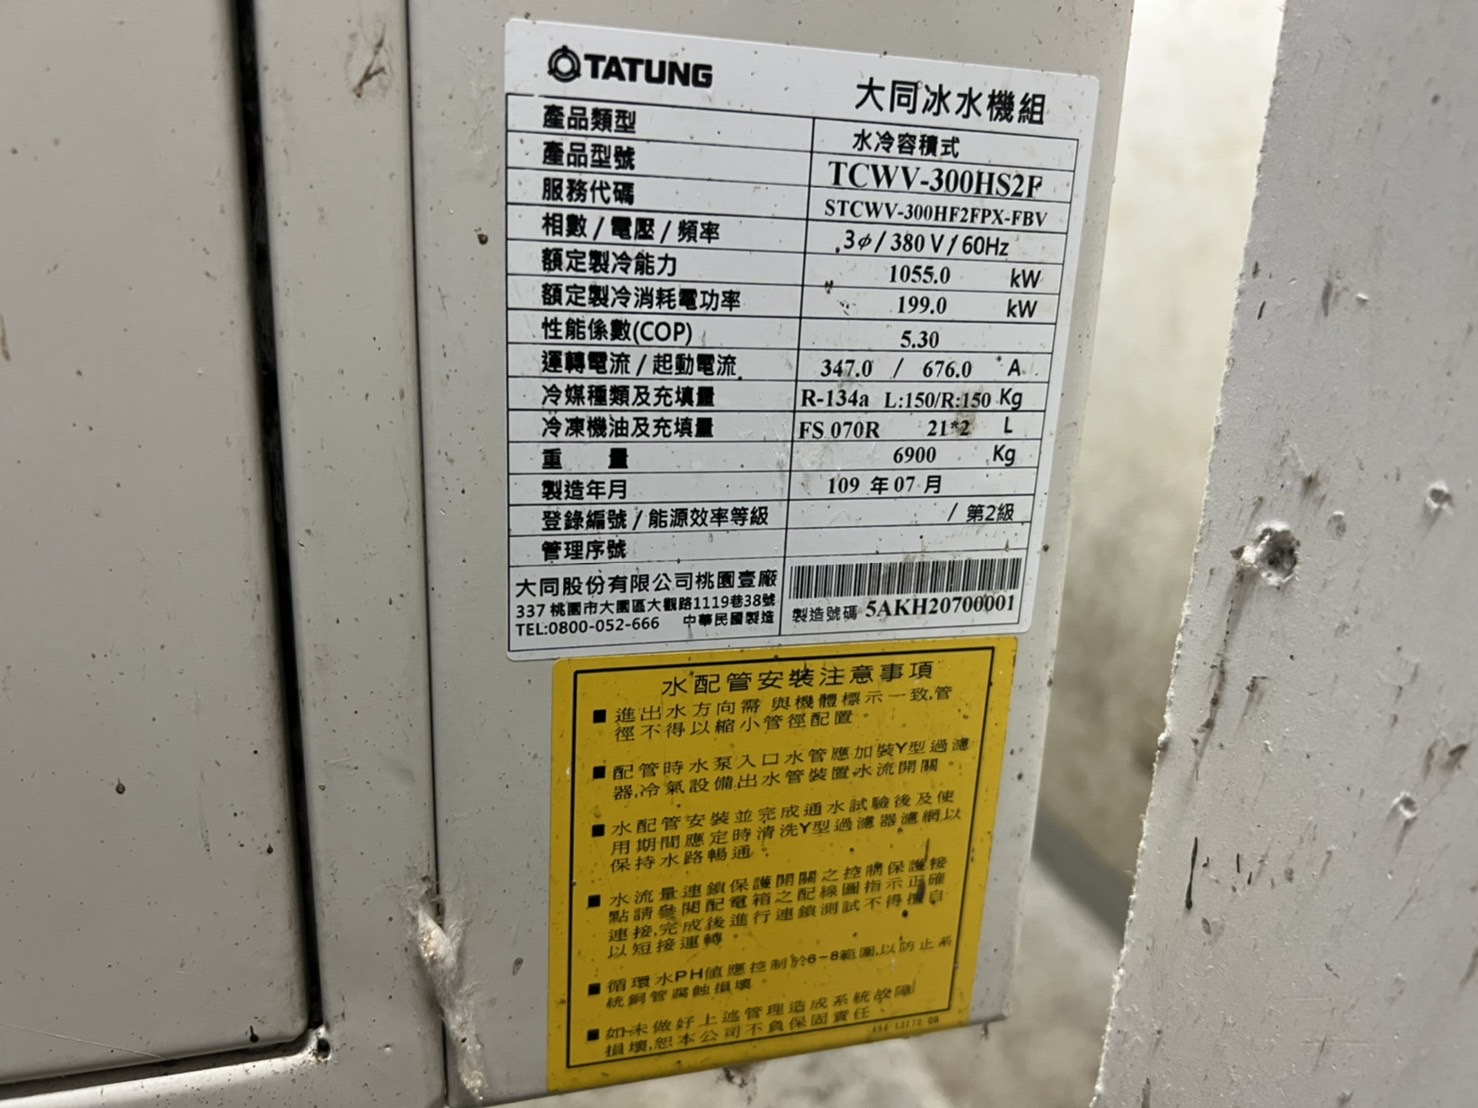 TATUNG 大同冰水機組
產品類型 水冷容積式
產品型號 TCWV-300HS2F
服務代碼 STCWV-300HF2FPX-FBV
相數/電壓/頻率 3φ/380V/60Hz
額定製冷能力 1055.0 kW
額定製冷消耗電功率 199.0 kW
性能係數(COP) 5.30
運轉電流/起動電流 347.0 / 676.0 A
冷媒種類及充填量 R-134a L:150/R:150 Kg
冷凍機油及充填量 FS 070R 21*2 L
重 量 6900 Kg
製造年月 109 年 07 月
登錄編號/能源效率等級 / 第2級
管理序號
大同股份有限公司桃園壹廠
337 桃園市大園區大觀路1119巷38號
TEL:0800-052-666 中華民國製造
製造號碼 5AKH20700001
水配管安裝注意事項
■ 進出水方向需 與機體標示一致,管
徑不得以縮小管徑配置。
■ 配管時水泵入口水管應加裝Y型過濾
器,冷氣設備出水管裝置水流開關。
■ 水配管安裝並完成通水試驗後及使
用期間應定時清洗Y型過濾器濾網以
保持水路暢通。
■ 水流量連鎖保護開關之控制保護接
點請參閱配電箱之配線圖指示正確
連接,完成後進行連鎖測試不得擅自
以短接運轉。
■ 循環水PH值應控制於6~8範圍,以防止系
統銅管腐蝕損壞。
■ 如未做好上述管理造成系統故障/
損壞,恕本公司不負保固責任。